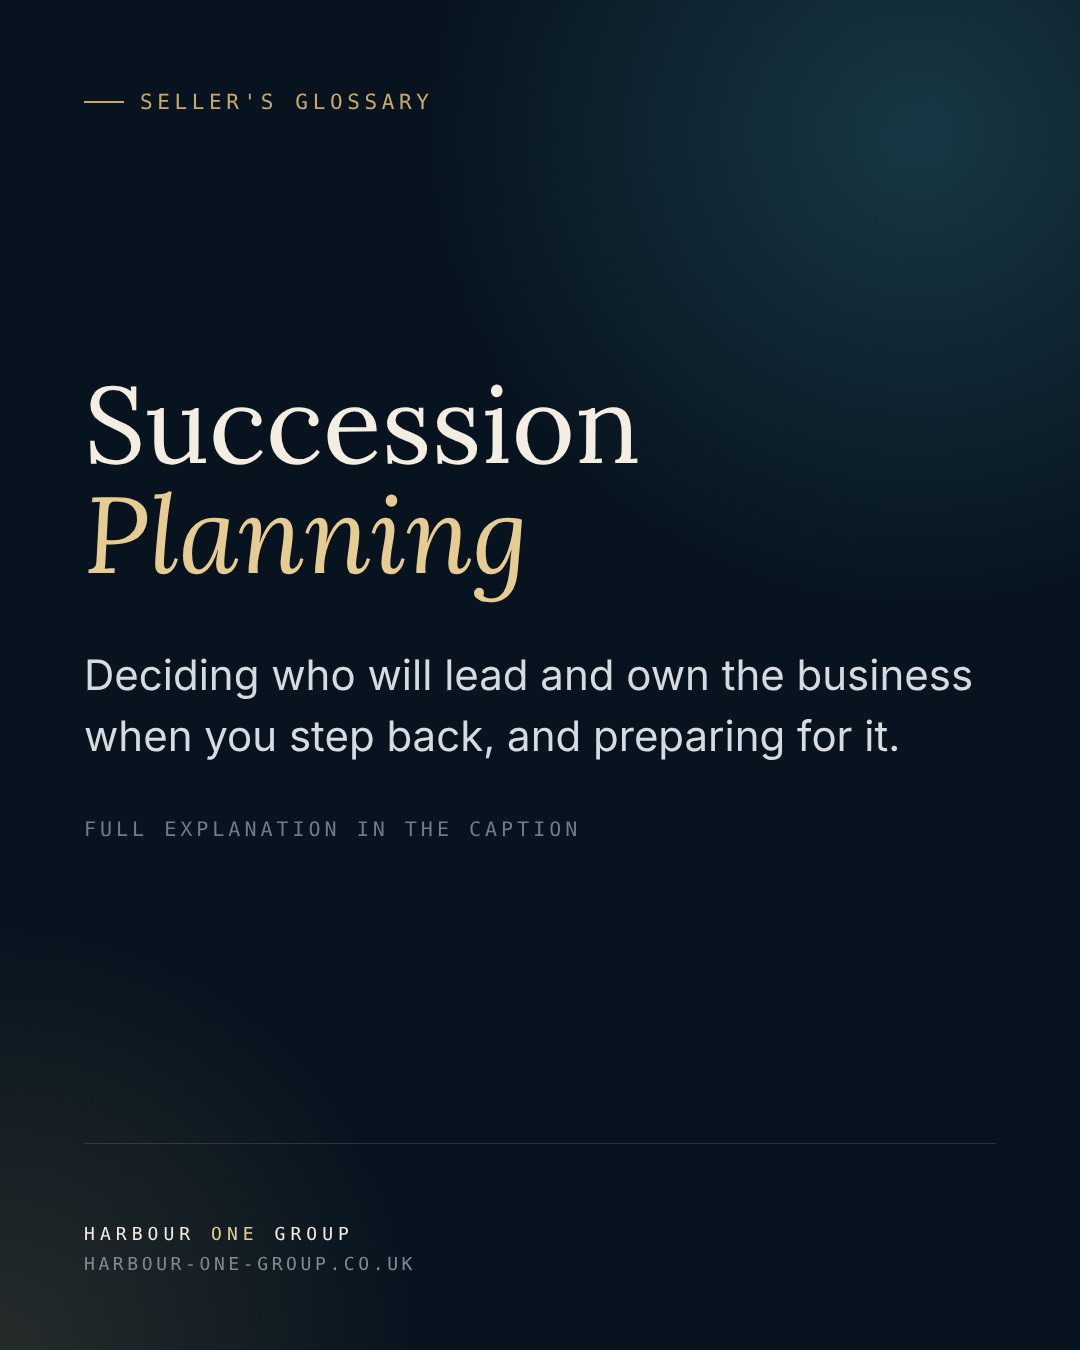 SELLER'S GLOSSARY
Succession
Planning
Deciding who will lead and own the business
when you step back, and preparing for it.
FULL EXPLANATION IN THE CAPTION
HARBOUR ONE GROUP
HARBOUR-ONE-GROUP.CO.UK